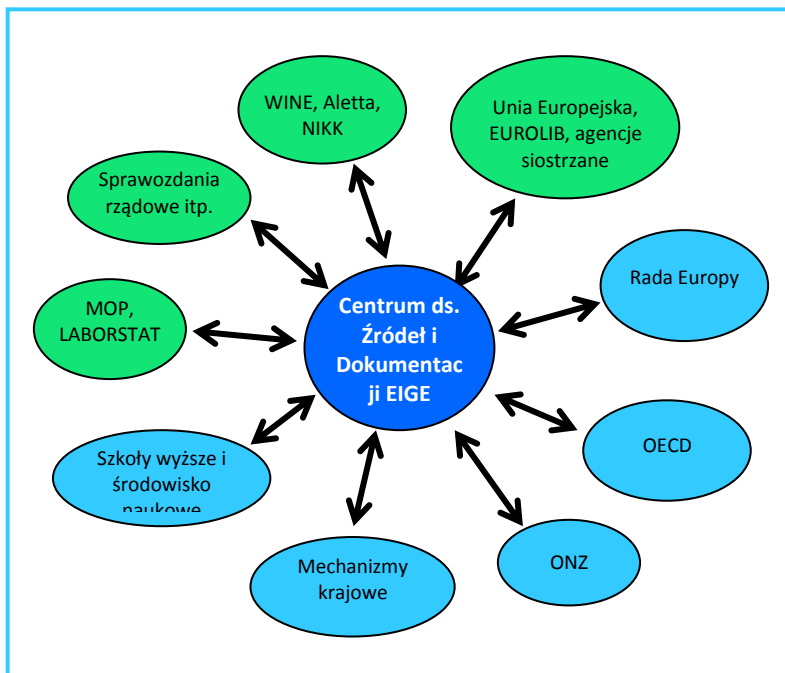 WINE, Aletta,
NIKK
Unia Europejska,
EUROLIB, agencje
siostrzane
Sprawozdania
rządowe itp.
Rada Europy
MOP,
LABORSTAT
Centrum ds.
Źródeł i
Dokumentac
ji EIGE
Szkoły wyższe i
środowisko
naukowe
OECD
Mechanizmy
krajowe
ONZ